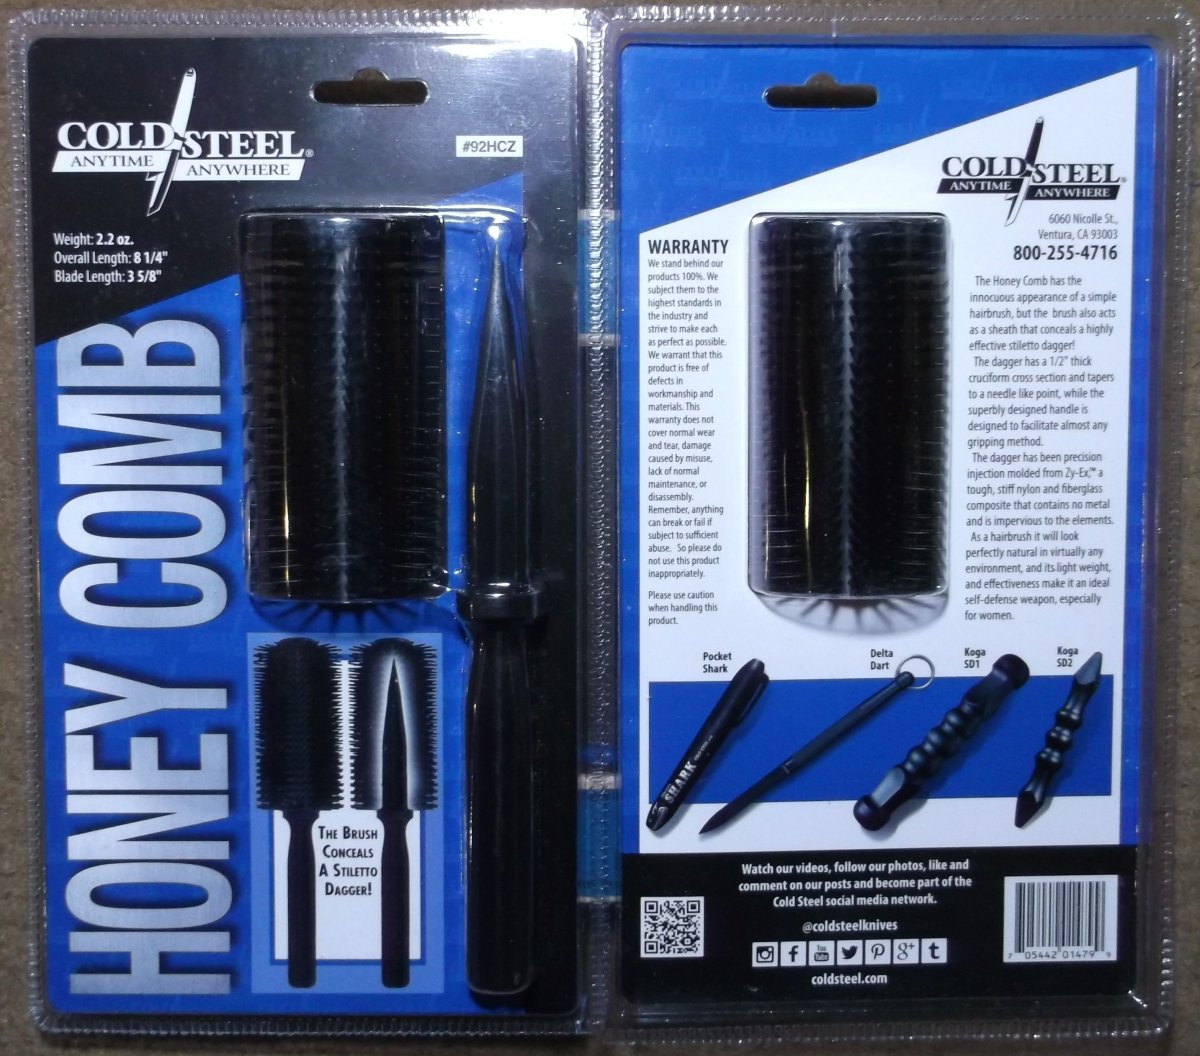 COLD STEEL®
ANYTIME ANYWHERE
#92HCZ
Weight: 2.2 oz.
Overall Length: 8 1/4"
Blade Length: 3 5/8"
HONEY COMB
THE BRUSH
CONCEALS
A STILETTO
DAGGER!
COLD STEEL®
ANYTIME ANYWHERE
6060 Nicolle St.,
Ventura, CA 93003
800-255-4716
WARRANTY
We stand behind our
products 100%. We
subject them to the
highest standards in
the industry and
strive to make each
as perfect as possible.
We warrant that this
product is free of
defects in
workmanship and
materials. This
warranty does not
cover normal wear
and tear, damage
caused by misuse,
lack of normal
maintenance, or
disassembly.
Remember, anything
can break or fail if
subject to sufficient
abuse. So please do
not use this product
inappropriately.
Please use caution
when handling this
product.
The Honey Comb has the
innocuous appearance of a simple
hairbrush, but the brush also acts
as a sheath that conceals a highly
effective stiletto dagger!
The dagger has a 1/2" thick
cruciform cross section and tapers
to a needle like point, while the
superbly designed handle is
designed to facilitate almost any
gripping method.
The dagger has been precision
injection molded from Zy-Ex,™ a
tough, stiff nylon and fiberglass
composite that contains no metal
and is impervious to the elements.
As a hairbrush it will look
perfectly natural in virtually any
environment, and its light weight,
and effectiveness make it an ideal
self-defense weapon, especially
for women.
Pocket
Shark
Delta
Dart
Koga
SD1
Koga
SD2
SHARK
Watch our videos, follow our photos, like and
comment on our posts and become part of the
Cold Steel social media network.
@coldsteelknives
f You Tube g+ t
coldsteel.com
7 05442 01479 9